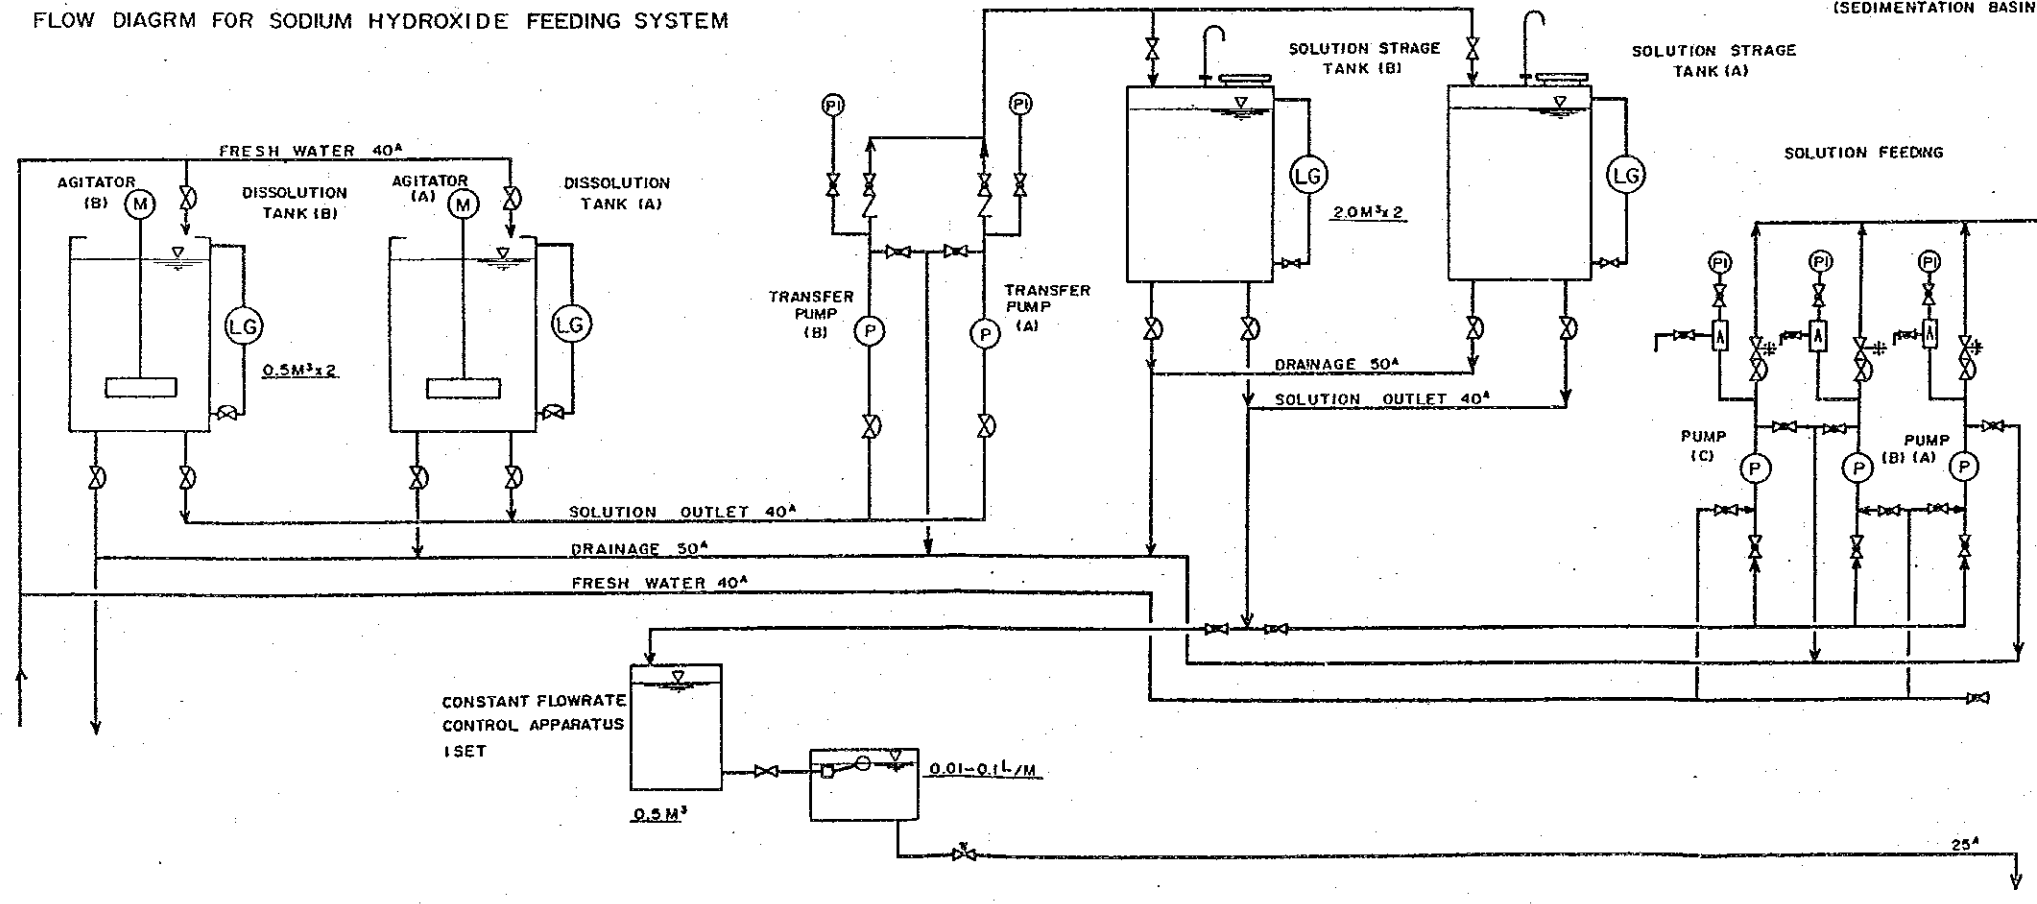 FLOW DIAGRM FOR SODIUM HYDROXIDE FEEDING SYSTEM
(SEDIMENTATION BASIN
SOLUTION STRAGE
TANK (B)
SOLUTION STRAGE
TANK (A)
PI
PI
FRESH WATER 40A
AGITATOR
(B)
M
DISSOLUTION
TANK (B)
AGITATOR
(A)
M
DISSOLUTION
TANK (A)
LG
LG
2.0M³x2
SOLUTION FEEDING
LG
LG
0.5M³x2
TRANSFER
PUMP
(B)
P
TRANSFER
PUMP
(A)
P
PI
PI
PI
A
A
A
DRAINAGE 50A
SOLUTION OUTLET 40A
PUMP
(C)
P
P
PUMP
(B) (A)
P
SOLUTION OUTLET 40A
DRAINAGE 50A
FRESH WATER 40A
CONSTANT FLOWRATE
CONTROL APPARATUS
1 SET
0.5M³
0.01-0.1L/M
25A